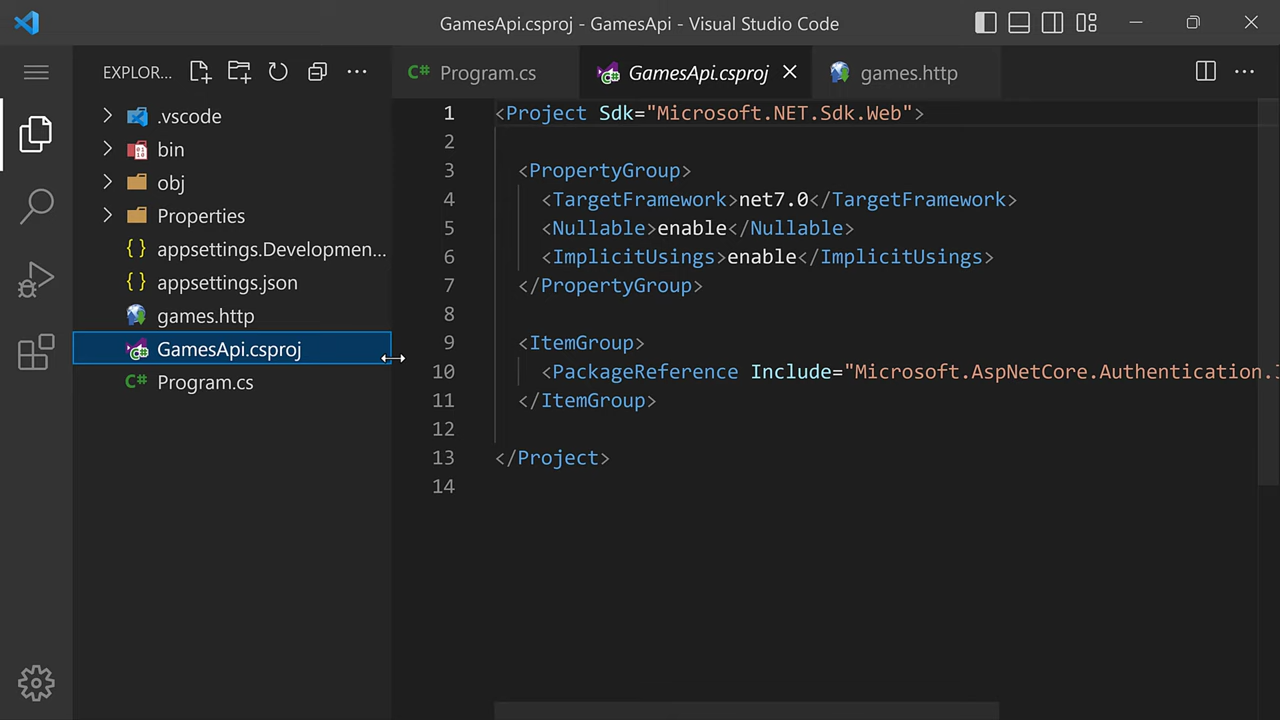 GamesApi.csproj - GamesApi - Visual Studio Code
EXPLOR...
Program.cs
GamesApi.csproj
games.http
.vscode
bin
obj
Properties
appsettings.Developmen...
appsettings.json
games.http
GamesApi.csproj
Program.cs
1 <Project Sdk="Microsoft.NET.Sdk.Web">
2
3 <PropertyGroup>
4 <TargetFramework>net7.0</TargetFramework>
5 <Nullable>enable</Nullable>
6 <ImplicitUsings>enable</ImplicitUsings>
7 </PropertyGroup>
8
9 <ItemGroup>
10 <PackageReference Include="Microsoft.AspNetCore.Authentication.
11 </ItemGroup>
12
13 </Project>
14